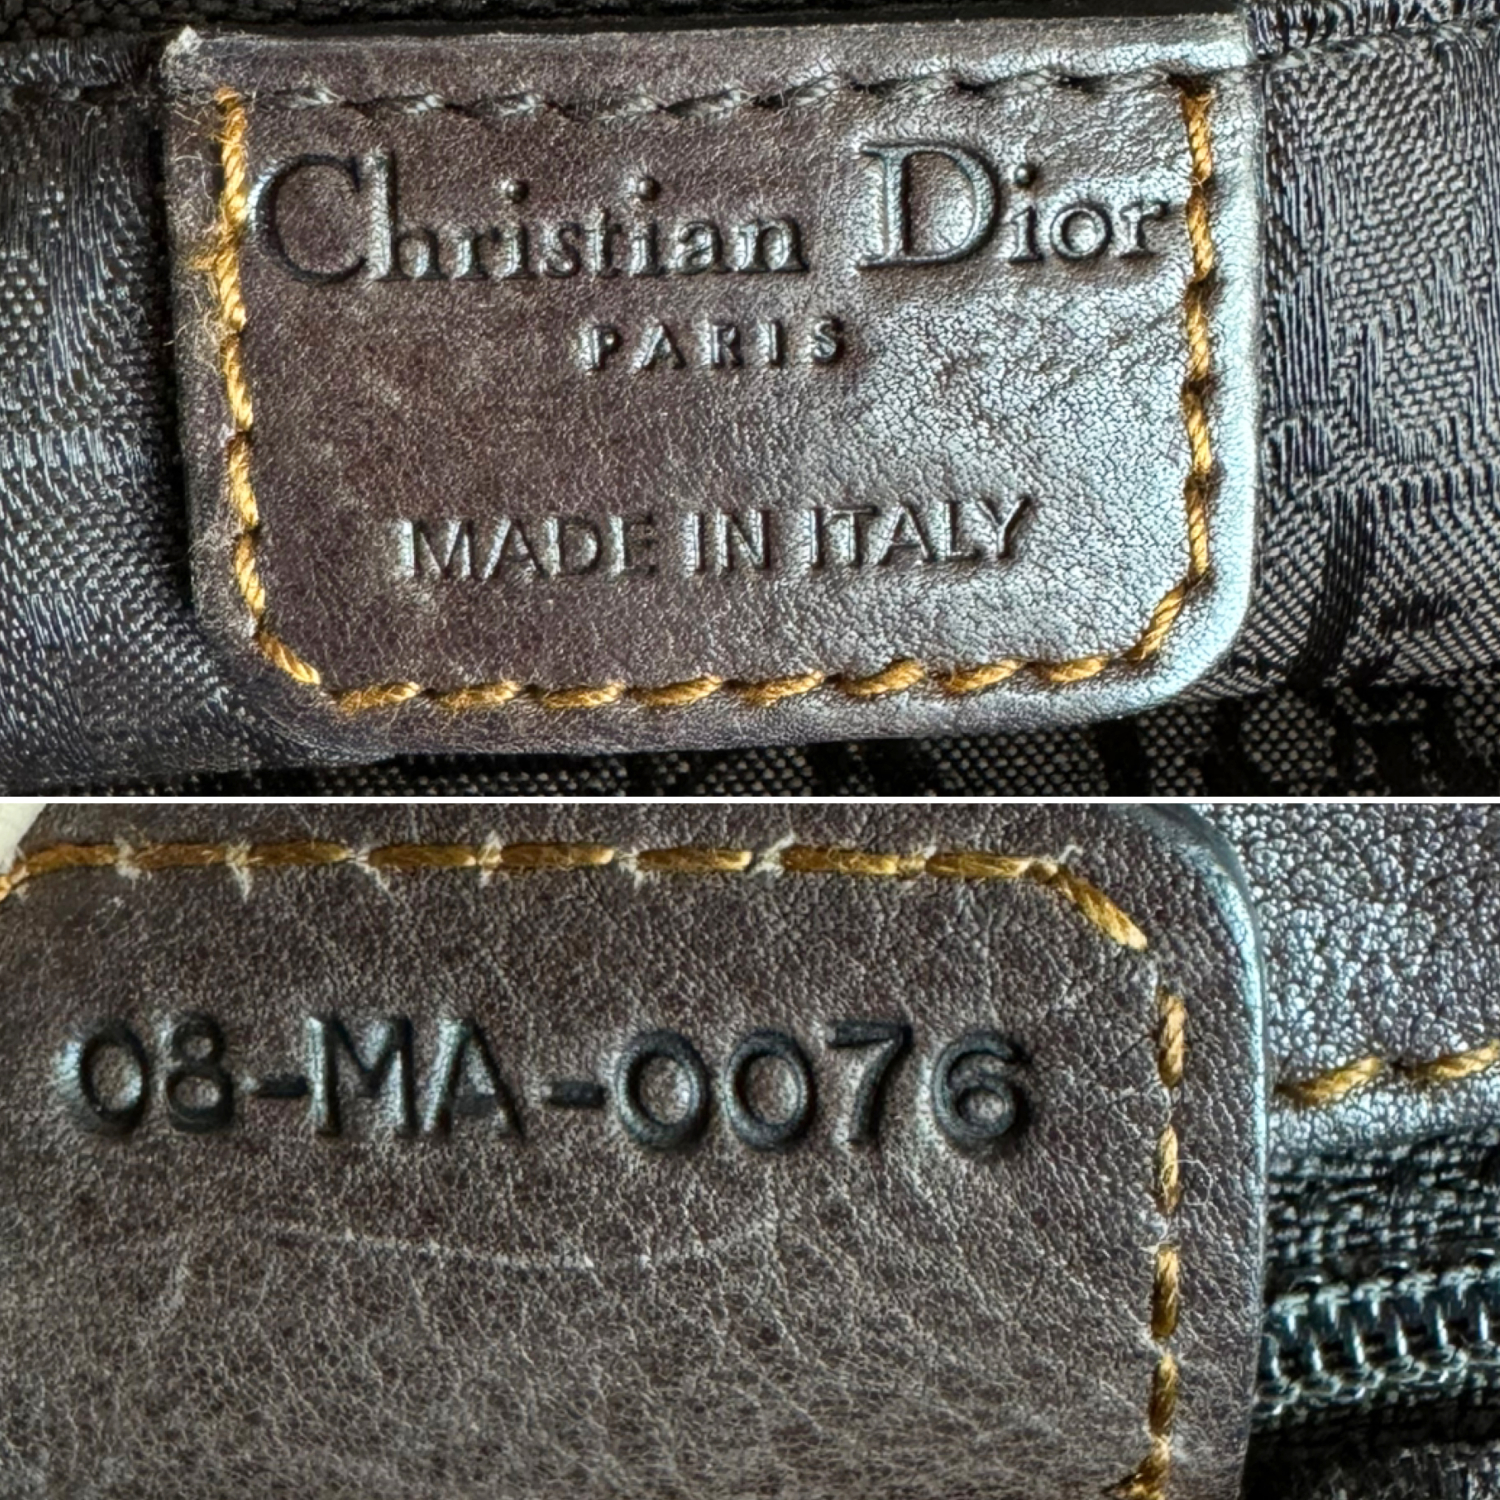 Christian Dior
PARIS
MADE IN ITALY
08-MA-0076